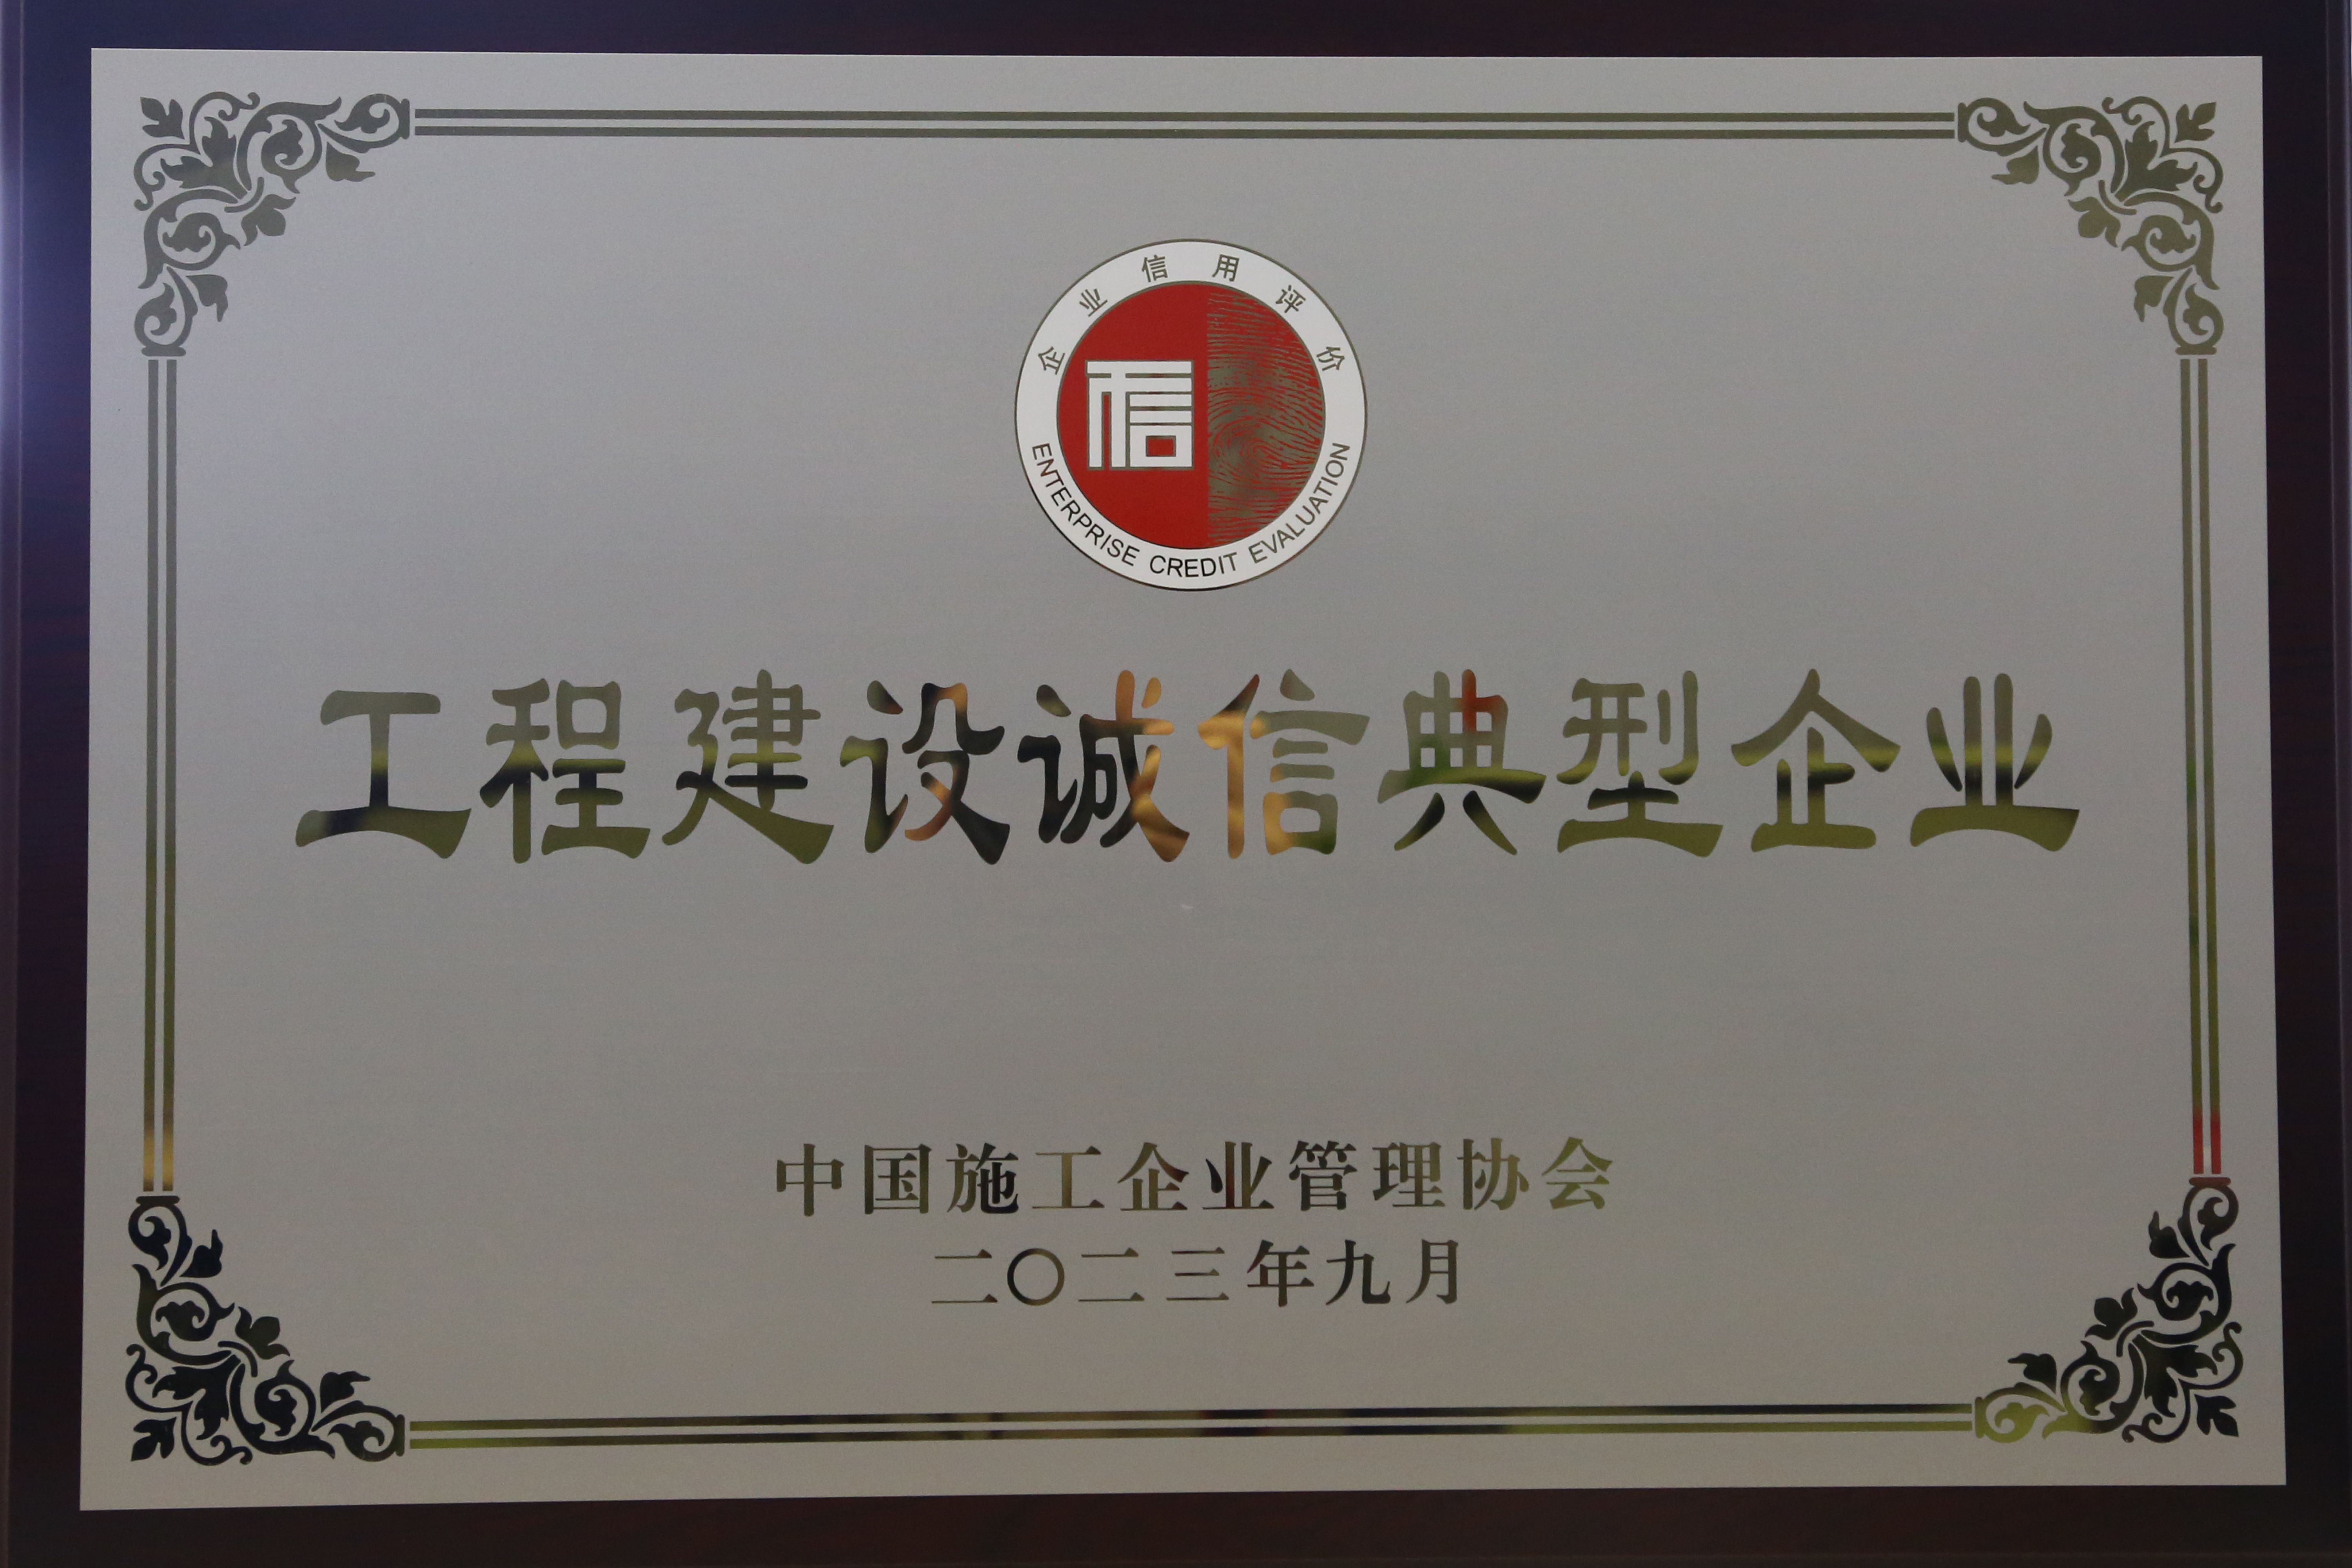 企业信用评价
信
ENTERPRISE CREDIT EVALUATION
工程建设诚信典型企业
中国施工企业管理协会
二〇二三年九月